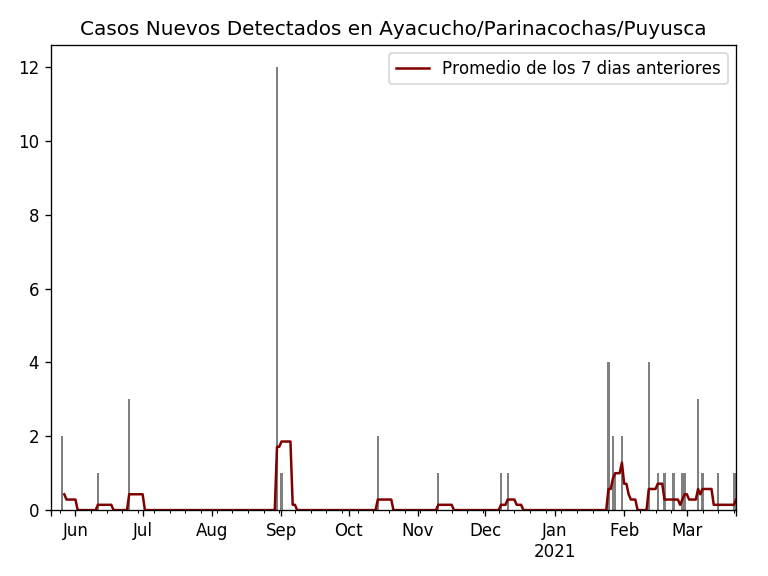 Casos Nuevos Detectados en Ayacucho/Parinacochas/Puyusca
Promedio de los 7 dias anteriores
12
10
8
6
4
2
0
Jun Jul Aug Sep Oct Nov Dec Jan Feb Mar
2021